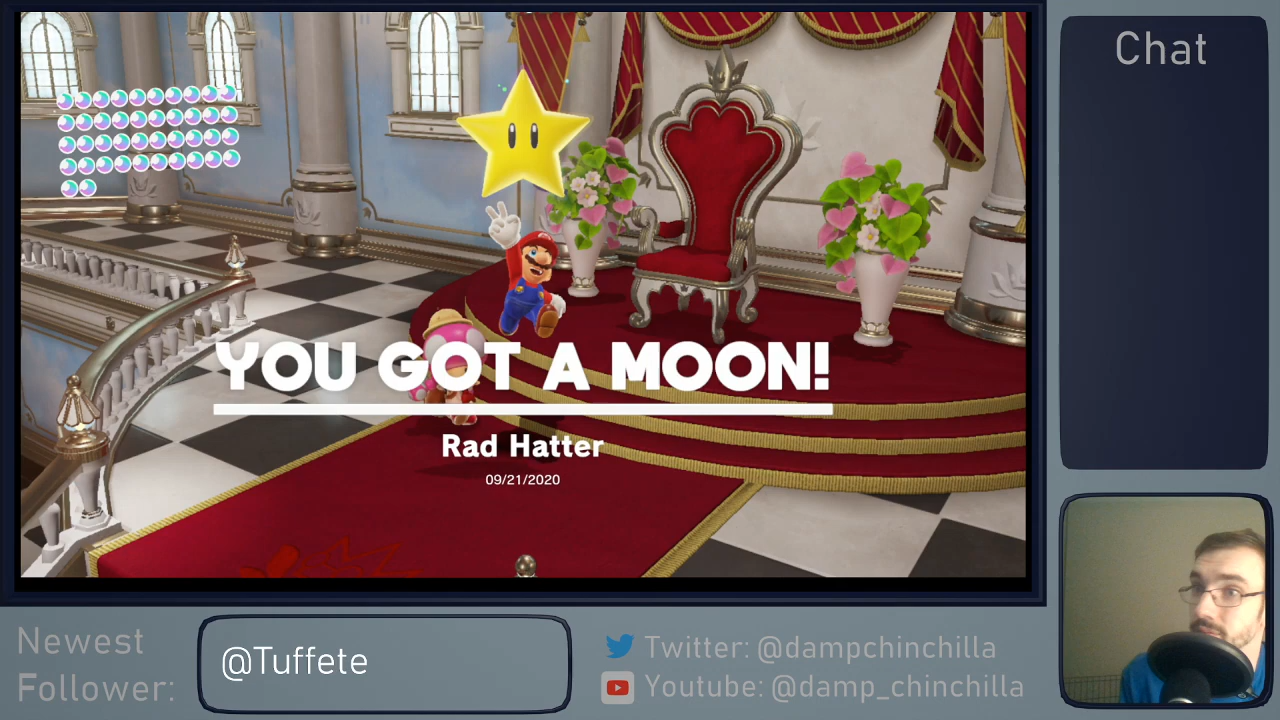 Chat
YOU GOT A MOON!
Rad Hatter
09/21/2020
Newest
Follower:
@Tuffete
Twitter: @dampchinchilla
Youtube: @damp_chinchilla